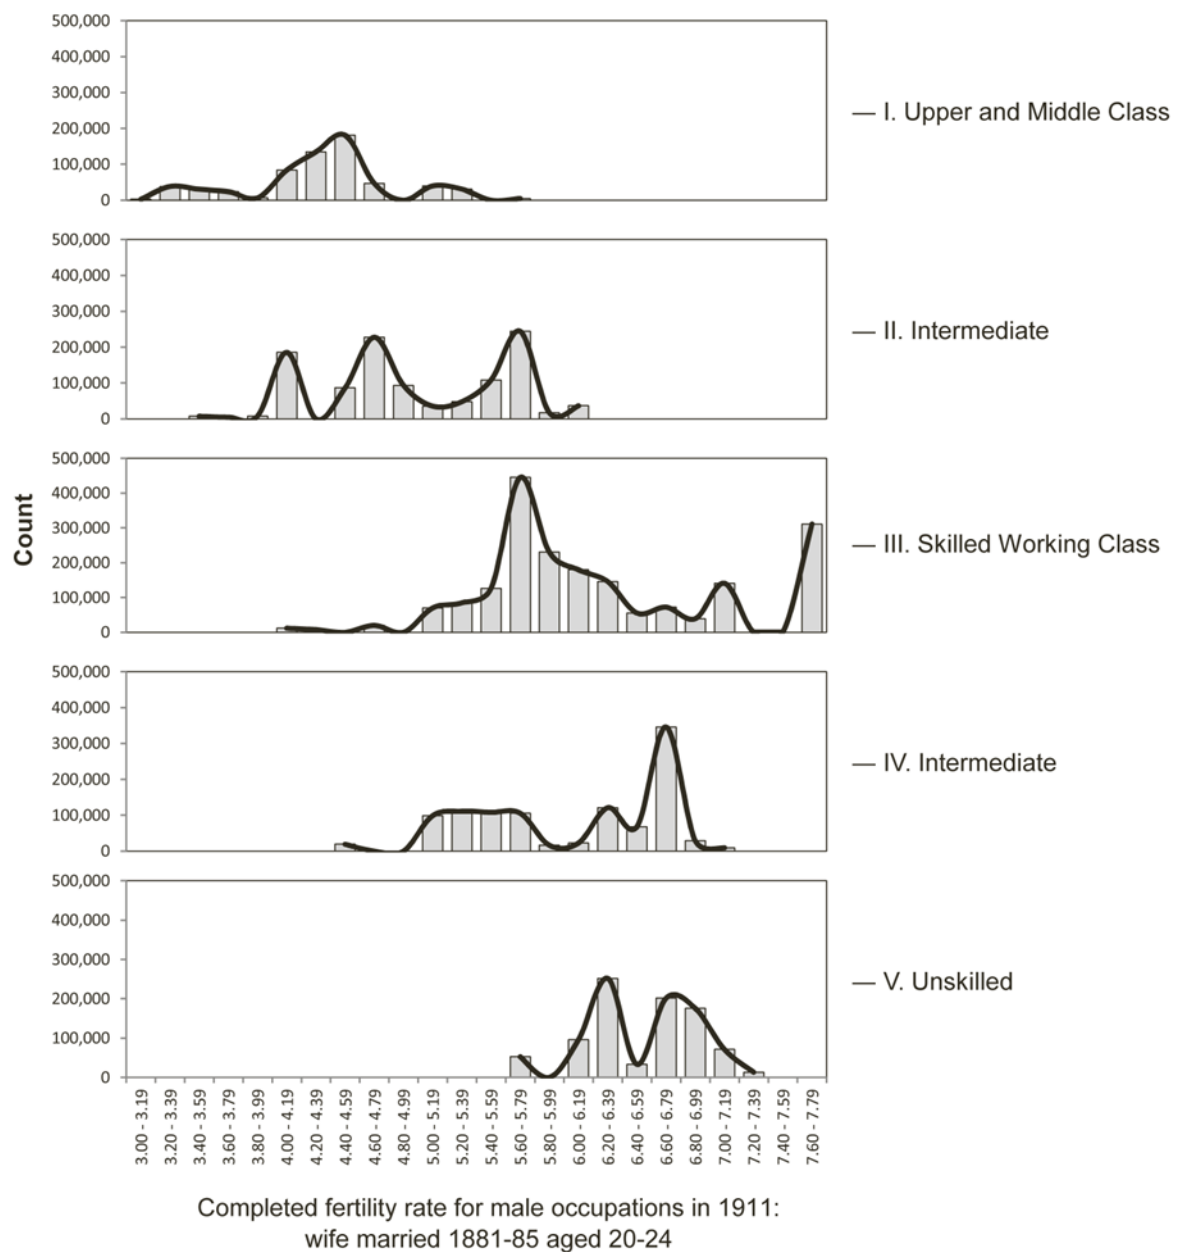 500,000
400,000
300,000
200,000
100,000
0
— I. Upper and Middle Class
500,000
400,000
300,000
200,000
100,000
0
— II. Intermediate
Count
500,000
400,000
300,000
200,000
100,000
0
— III. Skilled Working Class
500,000
400,000
300,000
200,000
100,000
0
— IV. Intermediate
500,000
400,000
300,000
200,000
100,000
0
— V. Unskilled
3.00 - 3.19
3.20 - 3.39
3.40 - 3.59
3.60 - 3.79
3.80 - 3.99
4.00 - 4.19
4.20 - 4.39
4.40 - 4.59
4.60 - 4.79
4.80 - 4.99
5.00 - 5.19
5.20 - 5.39
5.40 - 5.59
5.60 - 5.79
5.80 - 5.99
6.00 - 6.19
6.20 - 6.39
6.40 - 6.59
6.60 - 6.79
6.80 - 6.99
7.00 - 7.19
7.20 - 7.39
7.40 - 7.59
7.60 - 7.79
Completed fertility rate for male occupations in 1911:
wife married 1881-85 aged 20-24